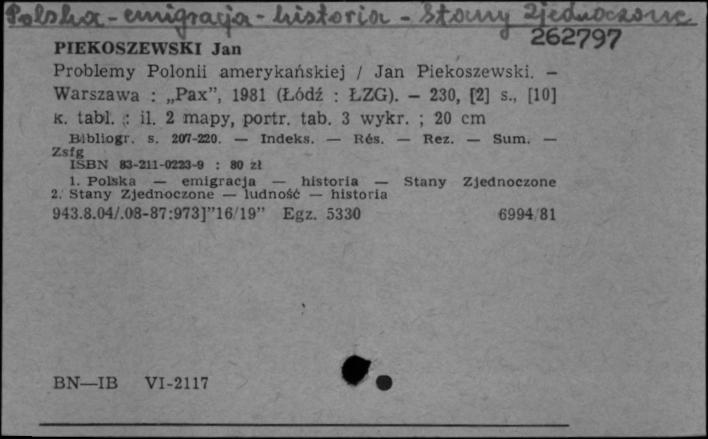 Polska - emigracja - historia - Stany Zjednoczone
262797
PIEKOSZEWSKI Jan
Problemy Polonii amerykańskiej / Jan Piekoszewski. —
Warszawa : „Pax”, 1981 (Łódź : ŁZG). — 230, [2] s., [10]
k. tabl. : il. 2 mapy, portr. tab. 3 wykr. ; 20 cm
Bibliogr. s. 207-220. — Indeks. — Rés. — Rez. — Sum. —
Zsfg
ISBN 83-211-0223-9 : 80 zł
1. Polska — emigracja — historia — Stany Zjednoczone
2. Stany Zjednoczone — ludność — historia
943.8.04/.08-87:973]”16/19” Egz. 5330 6994/81
BN—IB VI-2117